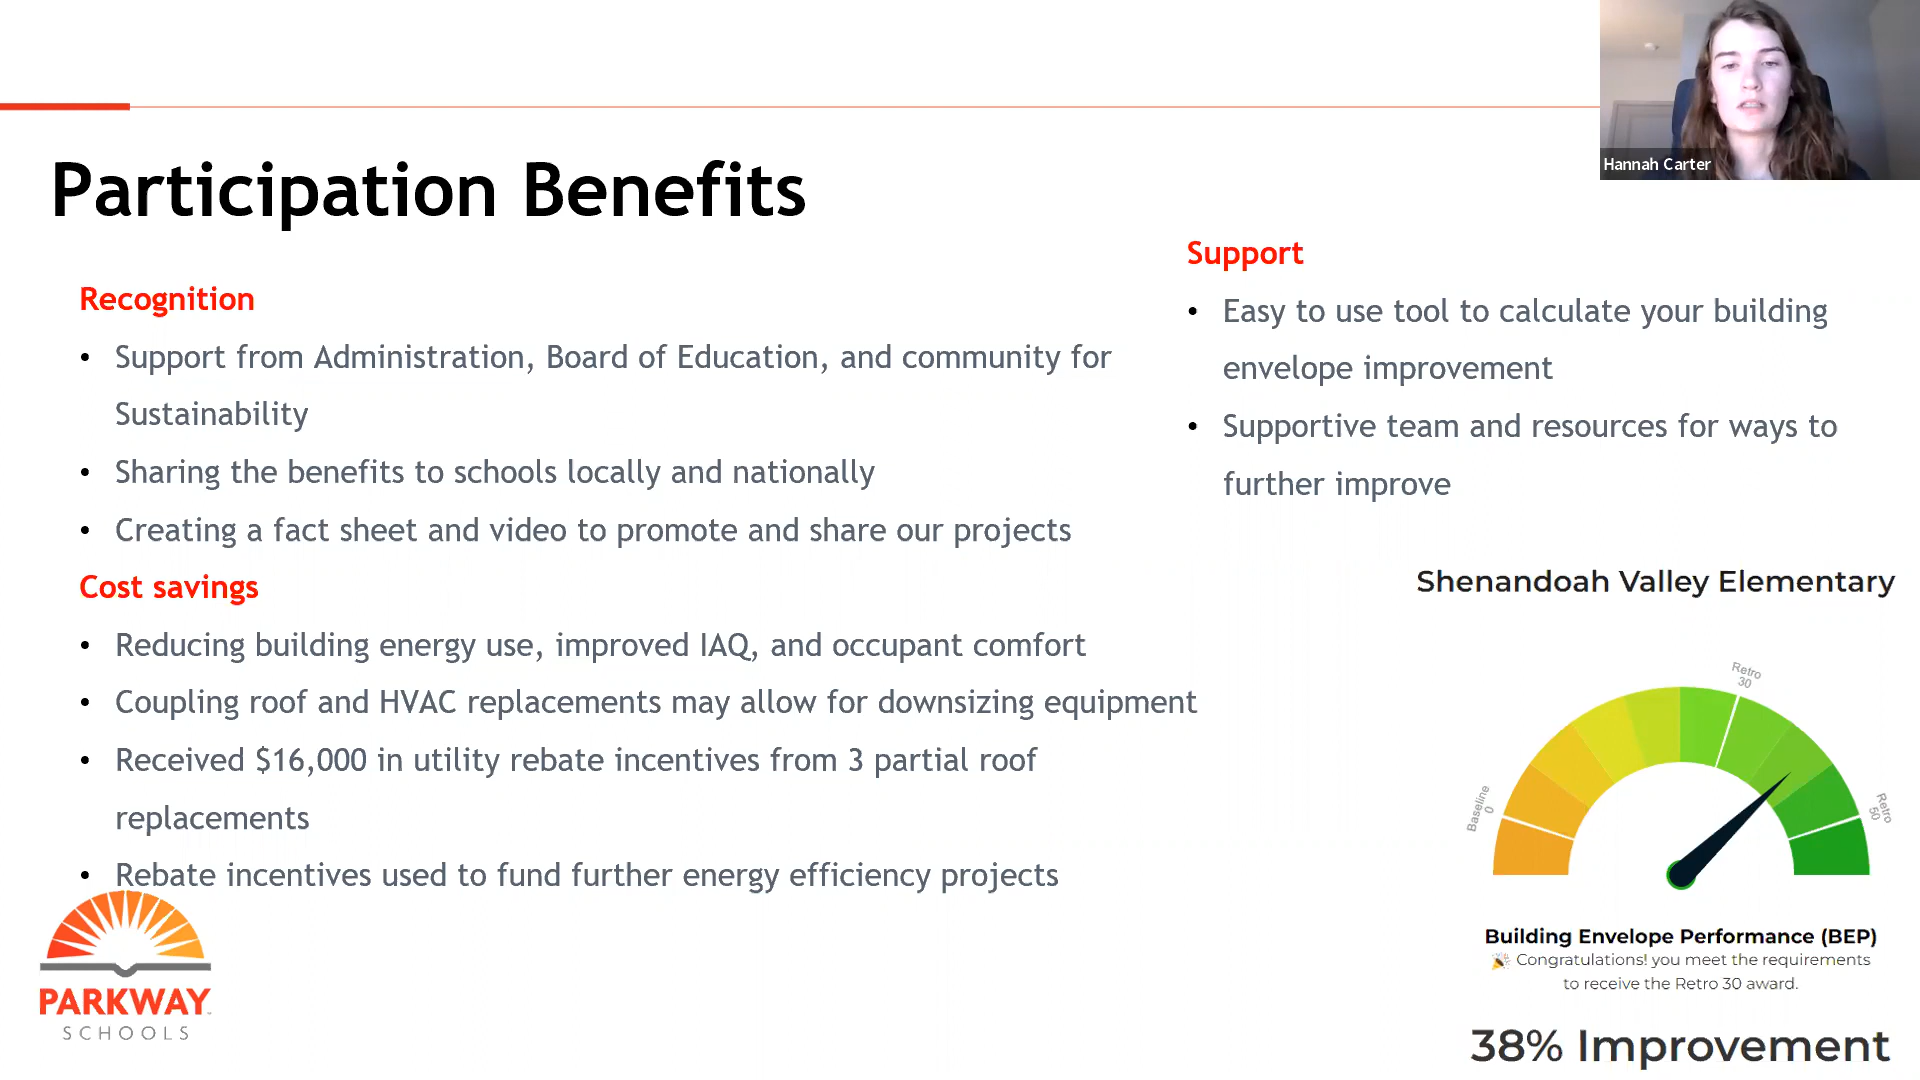 Hannah Carter
Participation Benefits
Recognition
• Support from Administration, Board of Education, and community for
Sustainability
• Sharing the benefits to schools locally and nationally
• Creating a fact sheet and video to promote and share our projects
Cost savings
• Reducing building energy use, improved IAQ, and occupant comfort
• Coupling roof and HVAC replacements may allow for downsizing equipment
• Received $16,000 in utility rebate incentives from 3 partial roof
replacements
• Rebate incentives used to fund further energy efficiency projects
PARKWAY
SCHOOLS
Support
• Easy to use tool to calculate your building
envelope improvement
• Supportive team and resources for ways to
further improve
Shenandoah Valley Elementary
Baseline
0
Retro
30
Retro
50
Building Envelope Performance (BEP)
🎉 Congratulations! you meet the requirements
to receive the Retro 30 award.
38% Improvement